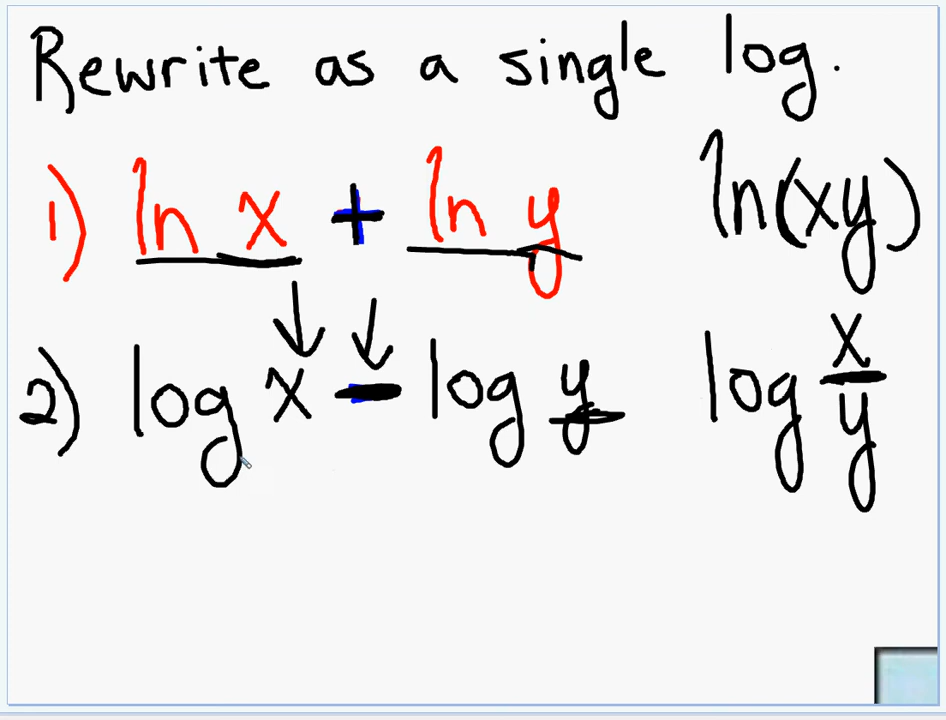 Rewrite as a single log.
1) ln x + ln y ln(xy)
2) log x - log y log x/y